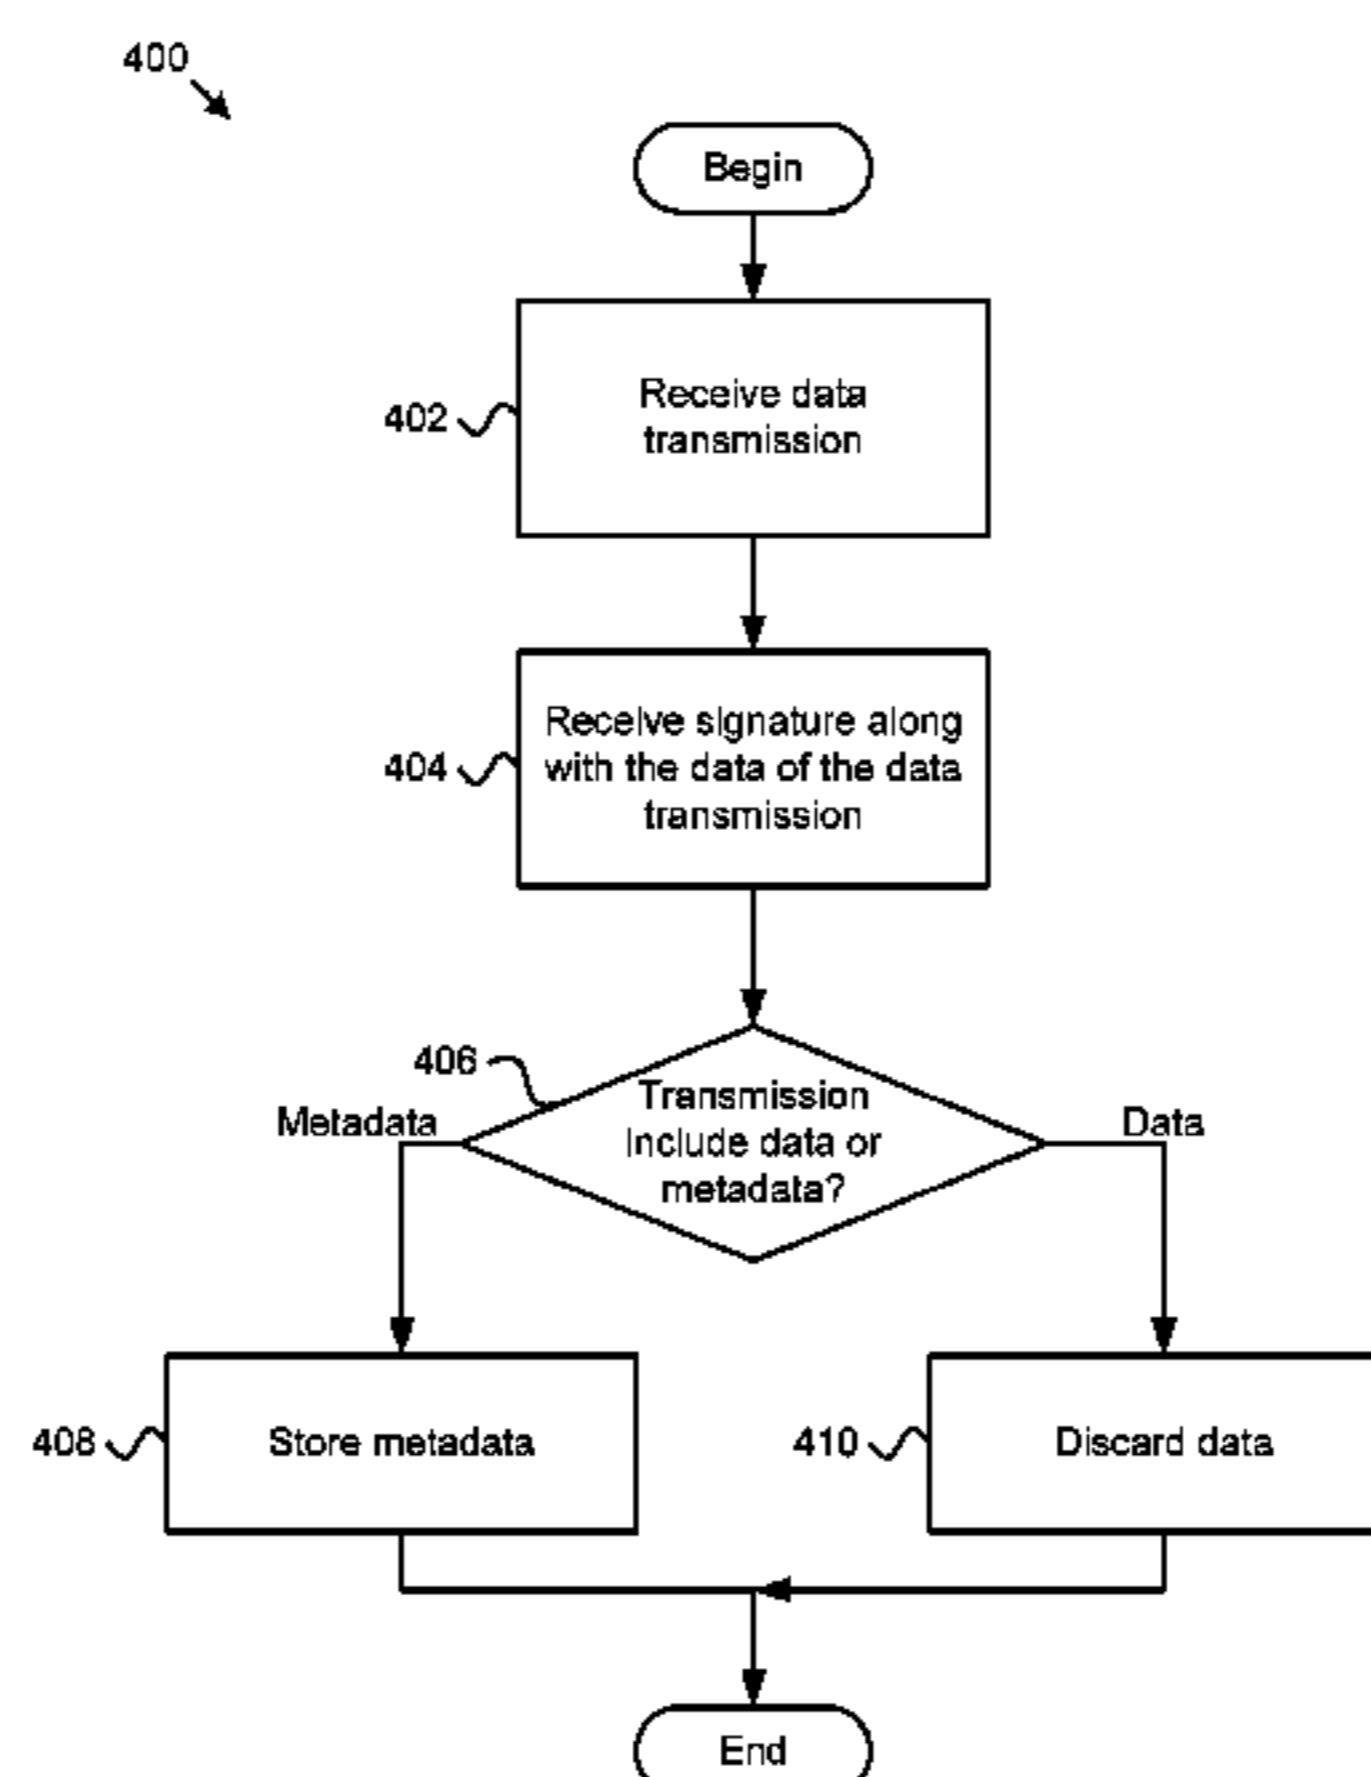 400
Begin
402
Receive data
transmission
404
Receive signature along
with the data of the data
transmission
406
Transmission
Include data or
metadata?
Metadata
Data
408
Store metadata
410
Discard data
End